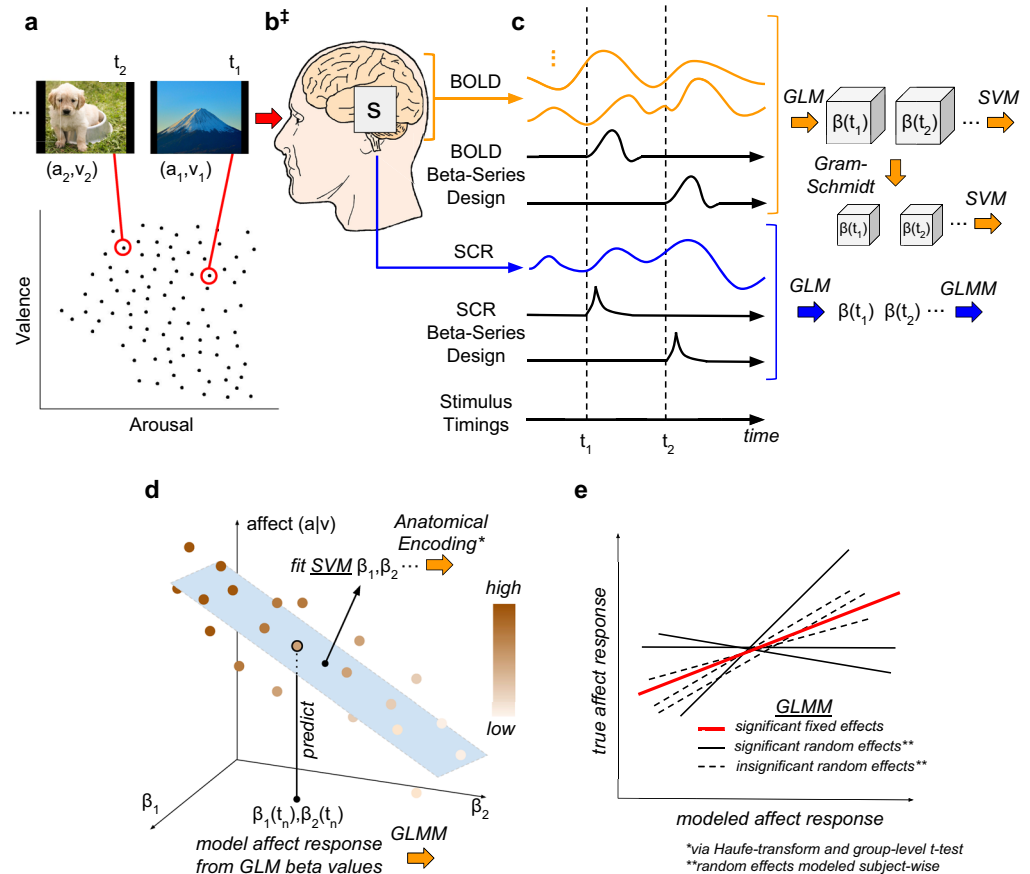 a
t₂
t₁
...
(a₂,v₂)
(a₁,v₁)
Valence
Arousal
b‡
S
c
BOLD
BOLD
Beta-Series
Design
SCR
SCR
Beta-Series
Design
Stimulus
Timings
t₁
t₂
time
GLM
β(t₁)
β(t₂)
...
SVM
Gram-
Schmidt
β(t₁)
β(t₂)
...
SVM
GLM
β(t₁) β(t₂) ...
GLMM
d
affect (a|v)
Anatomical
Encoding*
fit SVM β₁,β₂ ...
high
low
predict
β₁
β₂
β₁(tₙ),β₂(tₙ)
model affect response
from GLM beta values
GLMM
e
true affect response
GLMM
significant fixed effects
significant random effects**
insignificant random effects**
modeled affect response
*via Haufe-transform and group-level t-test
**random effects modeled subject-wise